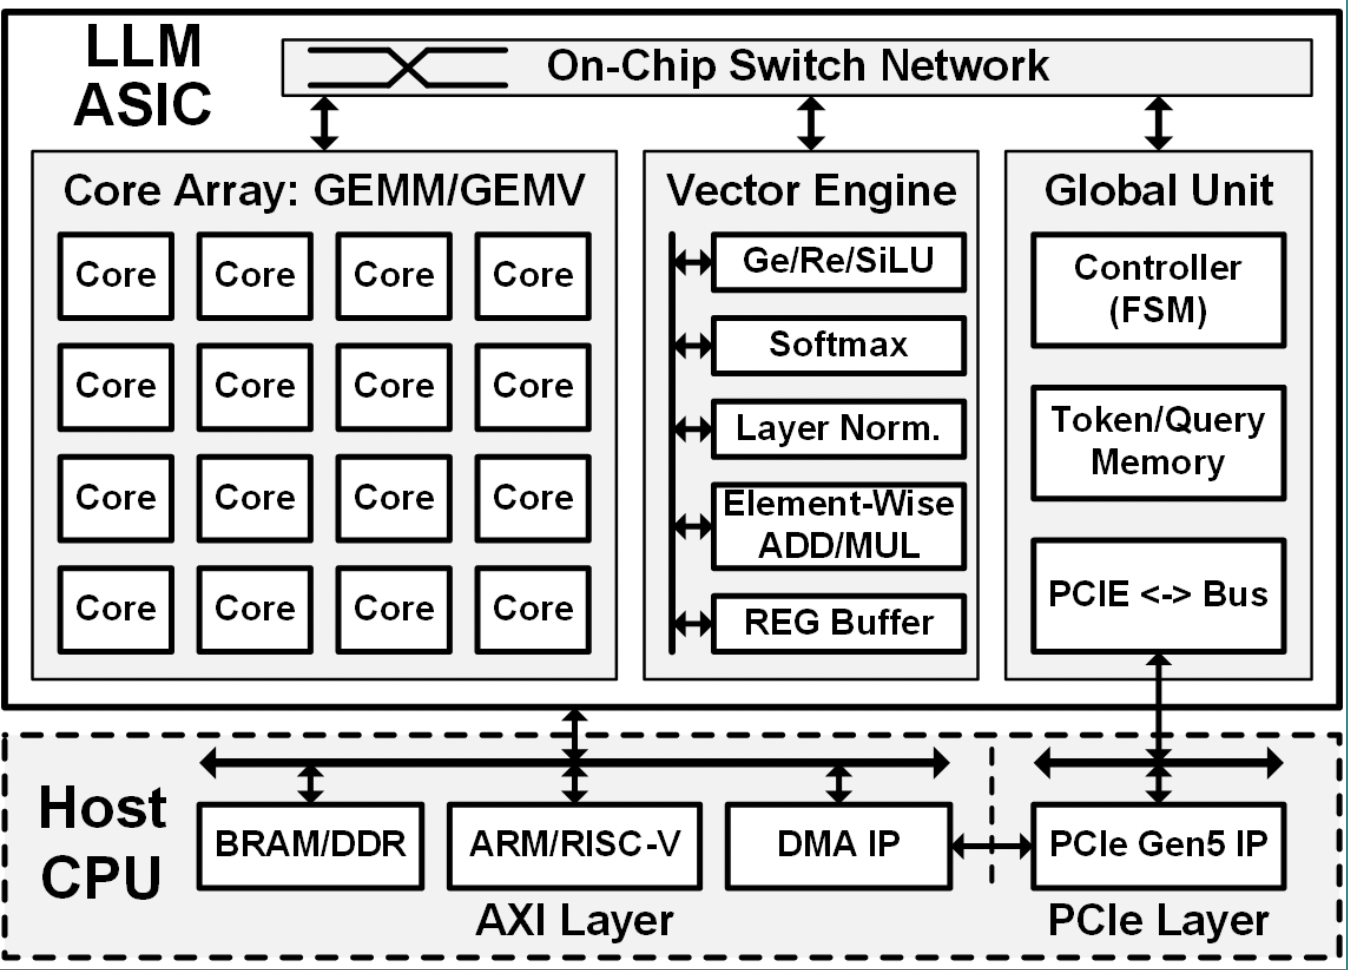 LLM
ASIC
On-Chip Switch Network
Core Array: GEMM/GEMV
Core Core Core Core
Core Core Core Core
Core Core Core Core
Core Core Core Core
Vector Engine
Ge/Re/SiLU
Softmax
Layer Norm.
Element-Wise
ADD/MUL
REG Buffer
Global Unit
Controller
(FSM)
Token/Query
Memory
PCIE <-> Bus
Host
CPU
BRAM/DDR
ARM/RISC-V
DMA IP
PCIe Gen5 IP
AXI Layer
PCIe Layer